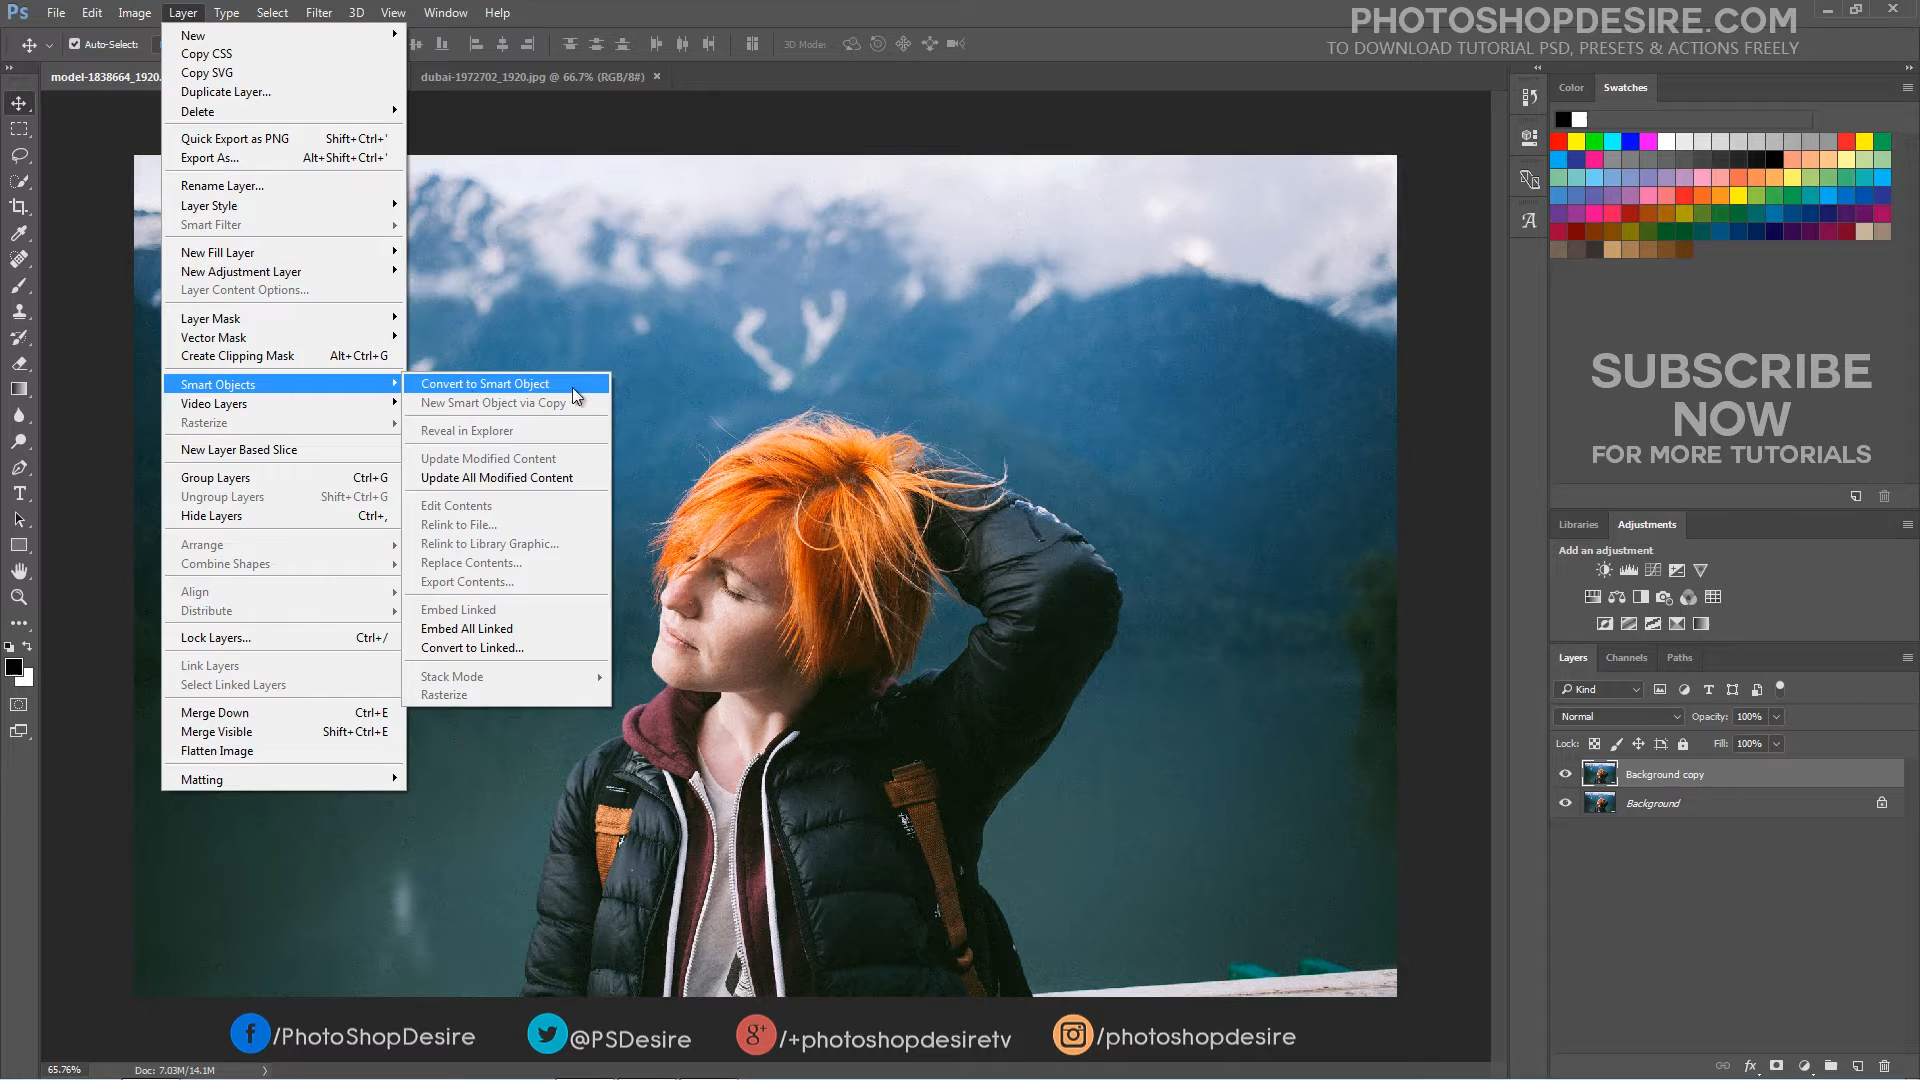 Ps File Edit Image Layer Type Select Filter 3D View Window Help
PHOTOSHOPDESIRE.COM
TO DOWNLOAD TUTORIAL PSD, PRESETS & ACTIONS FREELY
Auto-Select:
3D Mode:
model-1838664_1920.
dubai-1972702_1920.jpg @ 66.7% (RGB/8#) ×
New
Copy CSS
Copy SVG
Duplicate Layer...
Delete
Quick Export as PNG Shift+Ctrl+'
Export As... Alt+Shift+Ctrl+'
Rename Layer...
Layer Style
Smart Filter
New Fill Layer
New Adjustment Layer
Layer Content Options...
Layer Mask
Vector Mask
Create Clipping Mask Alt+Ctrl+G
Smart Objects
Video Layers
Rasterize
New Layer Based Slice
Group Layers Ctrl+G
Ungroup Layers Shift+Ctrl+G
Hide Layers Ctrl+,
Arrange
Combine Shapes
Align
Distribute
Lock Layers... Ctrl+/
Link Layers
Select Linked Layers
Merge Down Ctrl+E
Merge Visible Shift+Ctrl+E
Flatten Image
Matting
Convert to Smart Object
New Smart Object via Copy
Reveal in Explorer
Update Modified Content
Update All Modified Content
Edit Contents
Relink to File...
Relink to Library Graphic...
Replace Contents...
Export Contents...
Embed Linked
Embed All Linked
Convert to Linked...
Stack Mode
Rasterize
Color Swatches
SUBSCRIBE
NOW
FOR MORE TUTORIALS
Libraries Adjustments
Add an adjustment
Layers Channels Paths
Kind
Normal Opacity: 100%
Lock: Fill: 100%
Background copy
Background
fx
f /PhotoShopDesire @PSDesire g+ /+photoshopdesiretv /photoshopdesire
65.76% Doc: 7.03M/14.1M